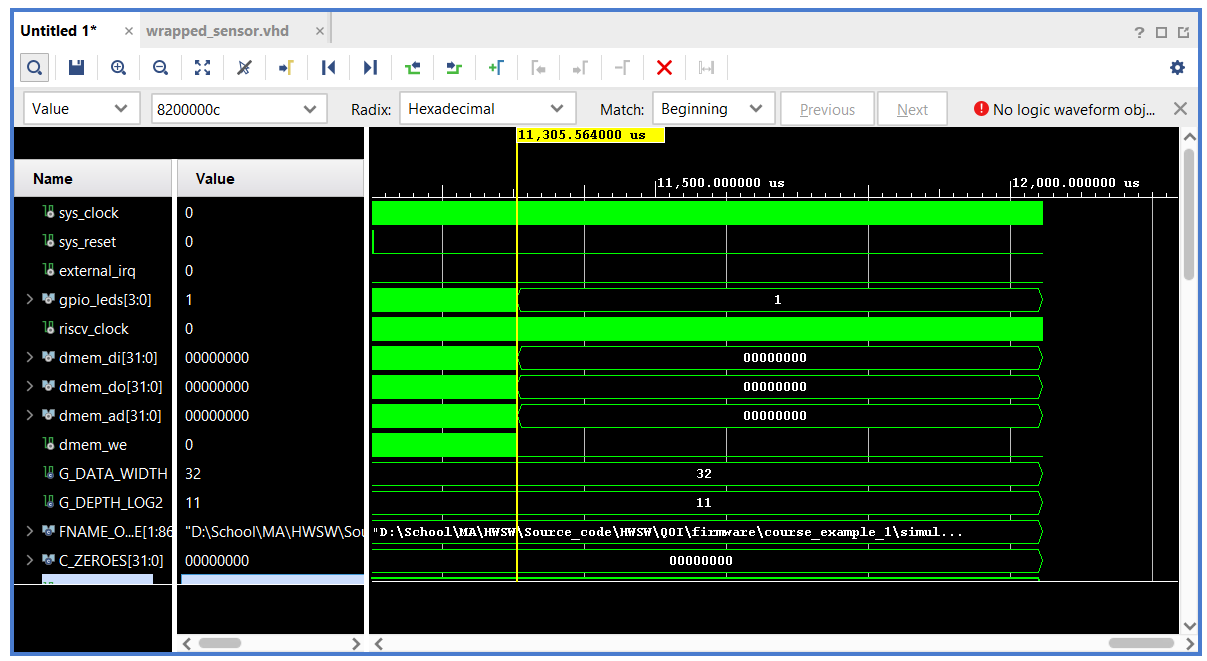 Untitled 1* × wrapped_sensor.vhd × ?
Value 8200000c Radix: Hexadecimal Match: Beginning Previous Next No logic waveform obj...
11,305.564000 us
Name Value 11,500.000000 us 12,000.000000 us
sys_clock 0
sys_reset 0
external_irq 0
gpio_leds[3:0] 1 1
riscv_clock 0
dmem_di[31:0] 00000000 00000000
dmem_do[31:0] 00000000 00000000
dmem_ad[31:0] 00000000 00000000
dmem_we 0
G_DATA_WIDTH 32 32
G_DEPTH_LOG2 11 11
FNAME_O...E[1:86 "D:\School\MA\HWSW\Sou "D:\School\MA\HWSW\Source_code\HWSW\QOI\firmware\course_example_1\simul...
C_ZEROES[31:0] 00000000 00000000